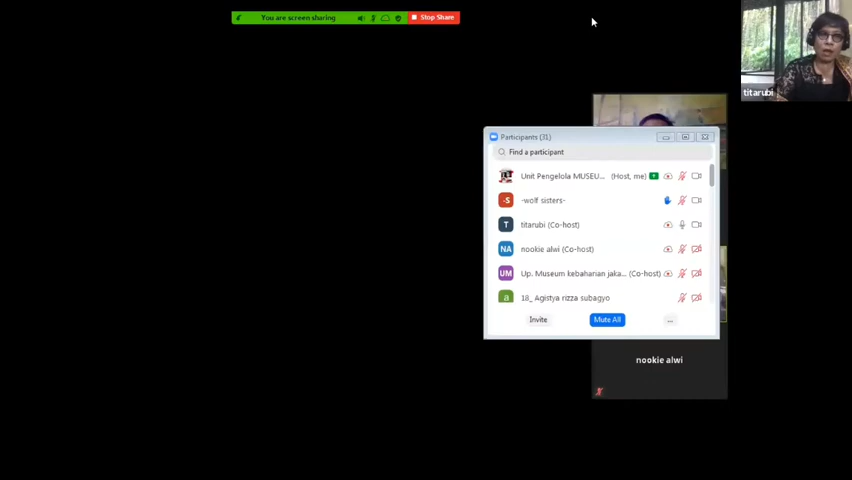 You are screen sharing
Stop Share
titarubi
Participants (31)
Find a participant
Unit Pengelola MUSEU... (Host, me)
-S
-wolf sisters-
T
titarubi (Co-host)
NA
nookie alwi (Co-host)
UM
Up. Museum kebaharian jaka... (Co-host)
a
18_ Agistya rizza subagyo
Invite
Mute All
...
nookie alwi